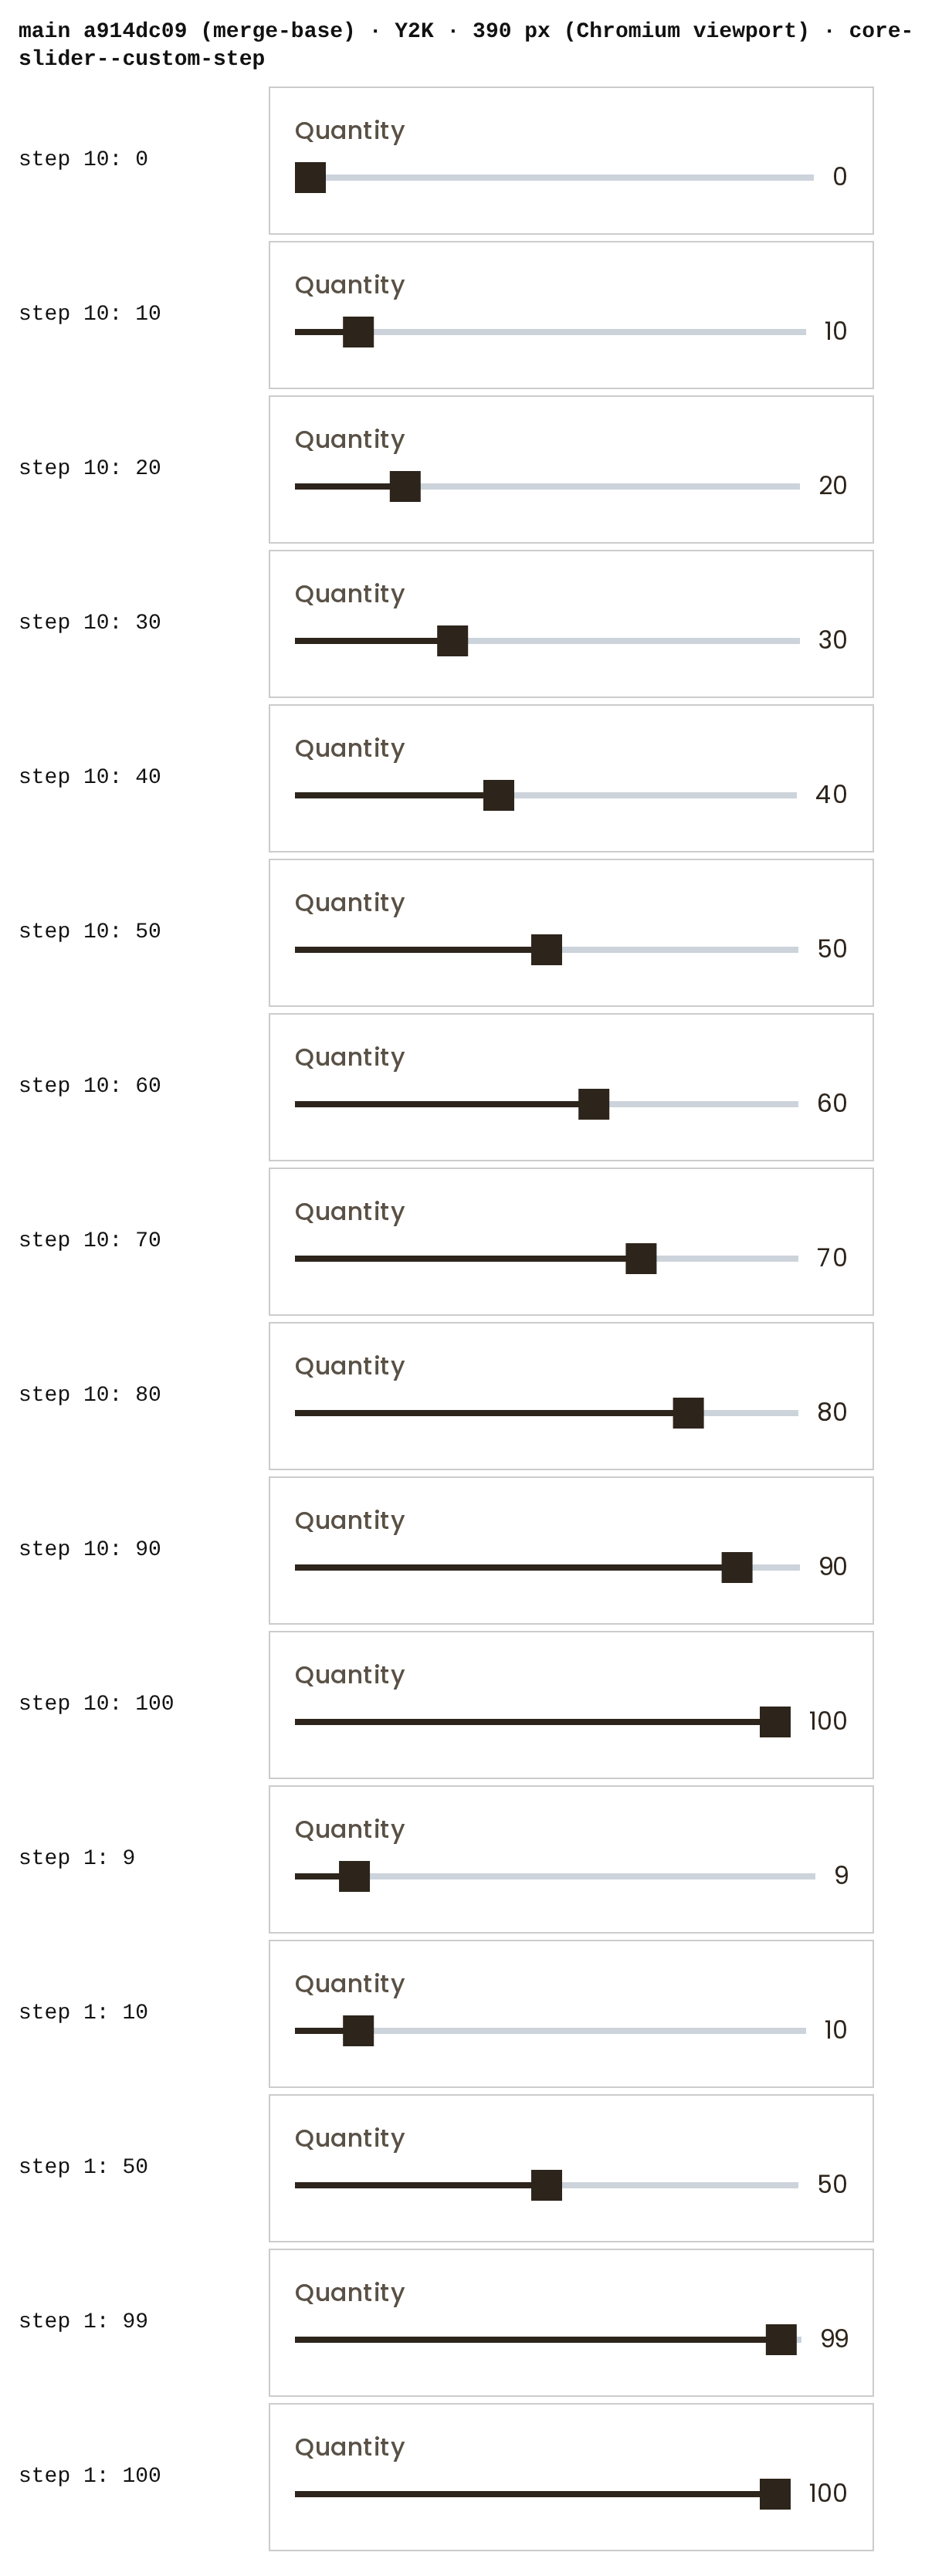 main a914dc09 (merge-base) · Y2K · 390 px (Chromium viewport) · core-
slider--custom-step
Quantity
step 10: 0
0
Quantity
step 10: 10
10
Quantity
step 10: 20
20
Quantity
step 10: 30
30
Quantity
step 10: 40
40
Quantity
step 10: 50
50
Quantity
step 10: 60
60
Quantity
step 10: 70
70
Quantity
step 10: 80
80
Quantity
step 10: 90
90
Quantity
step 10: 100
100
Quantity
step 1: 9
9
Quantity
step 1: 10
10
Quantity
step 1: 50
50
Quantity
step 1: 99
99
Quantity
step 1: 100
100